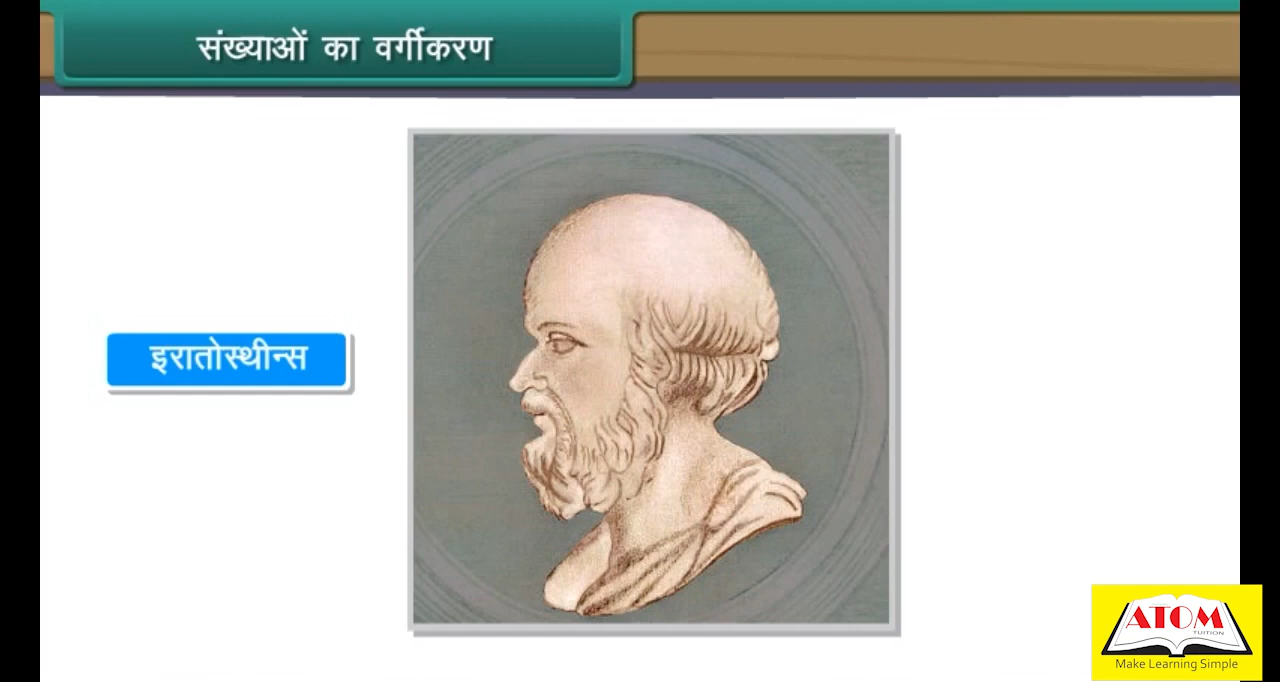 संख्याओं का वर्गीकरण
इरातोस्थीन्स
ATOM
TUITION
Make Learning Simple